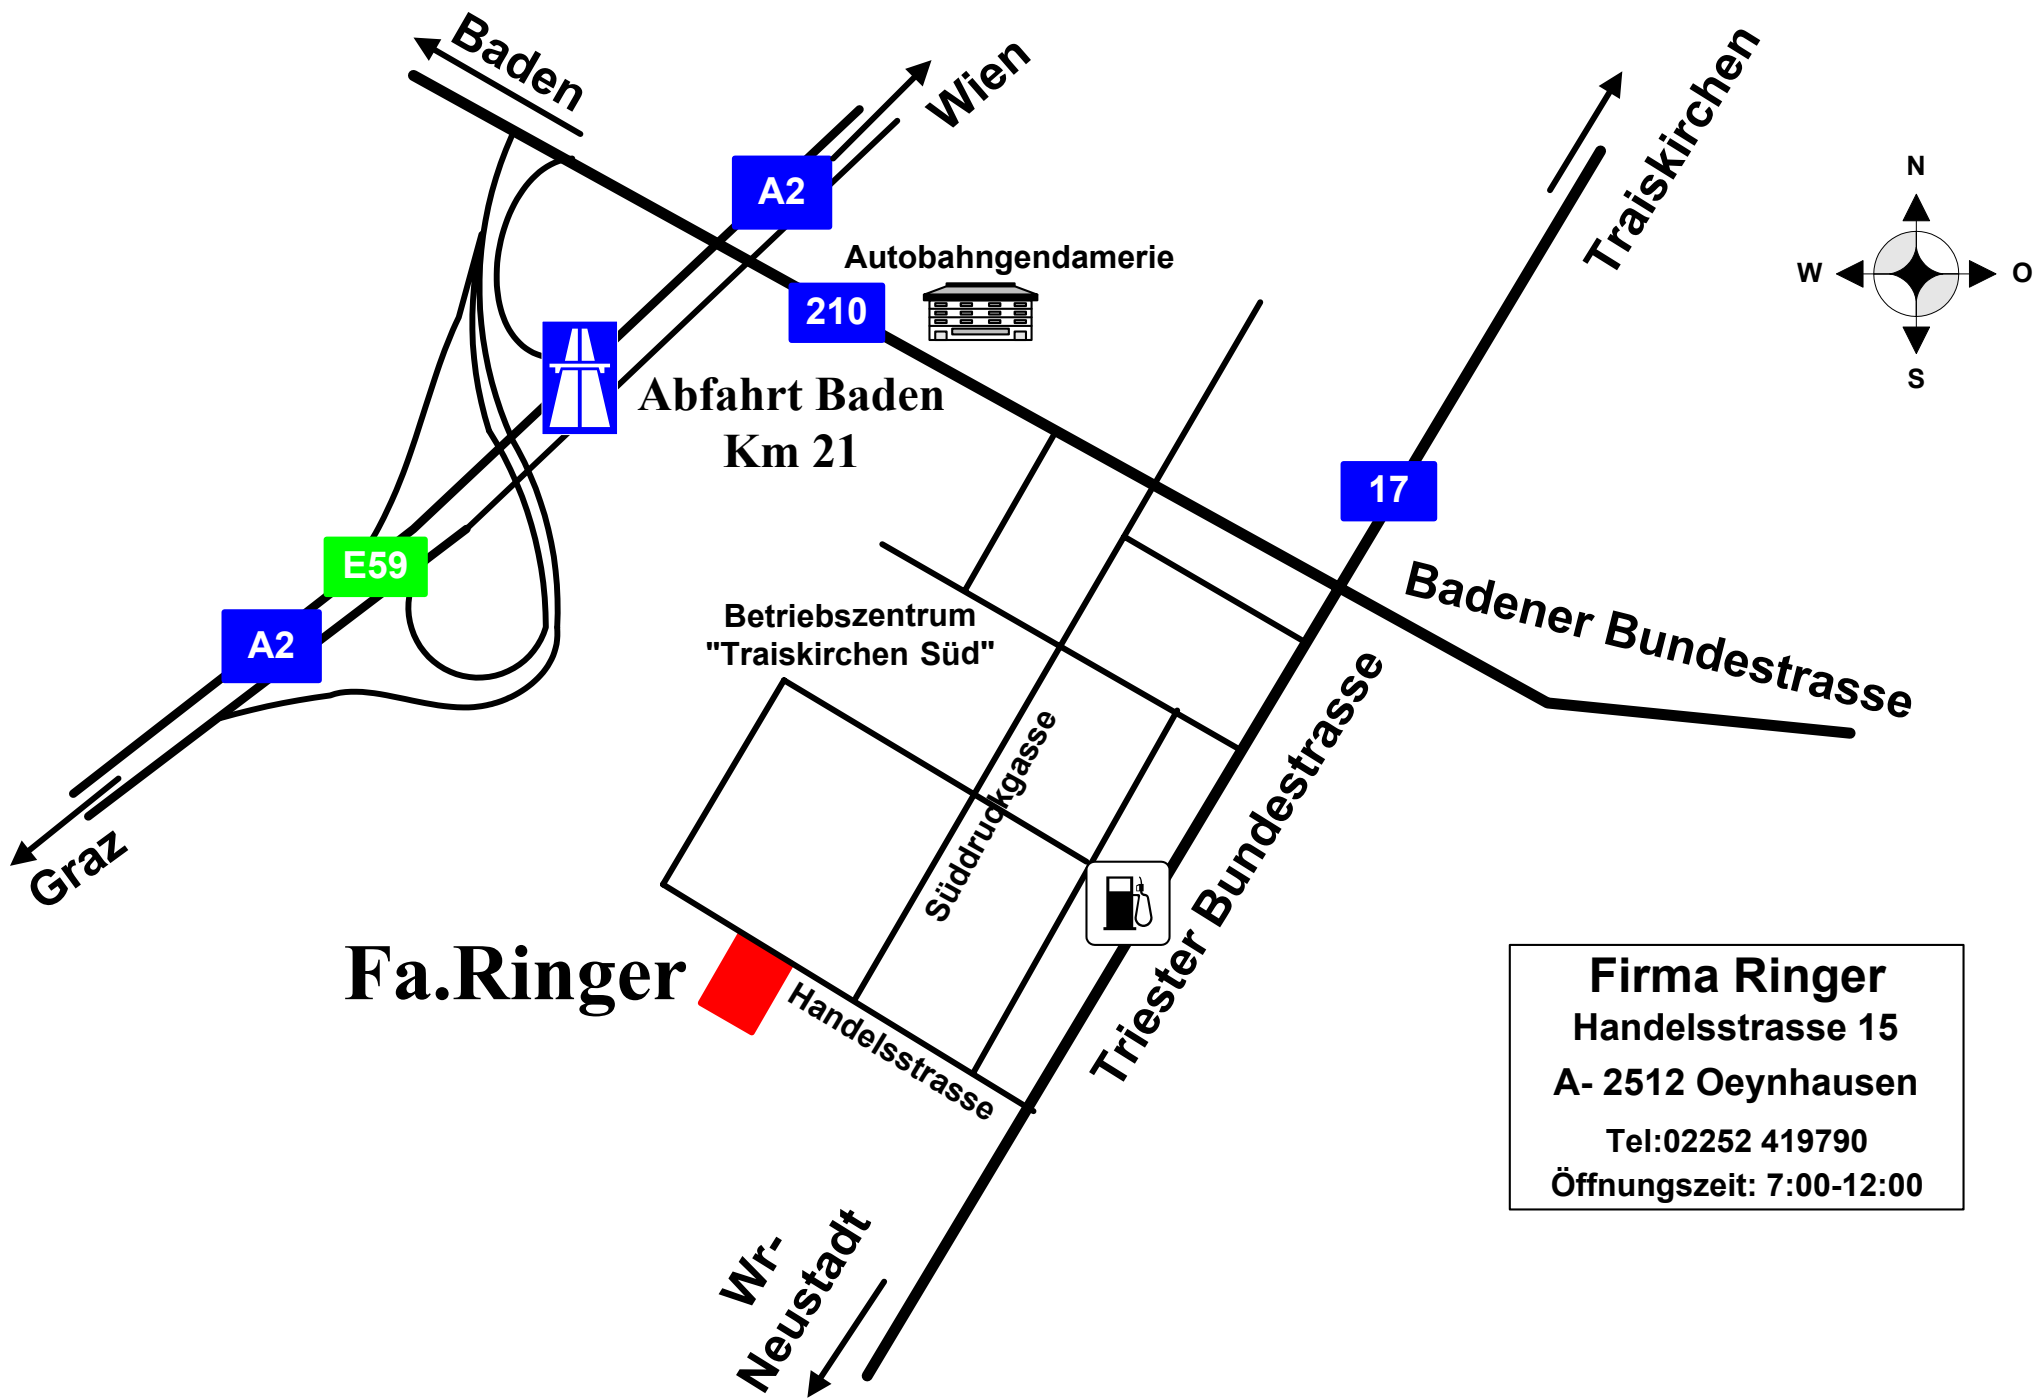 Baden
Wien
Traiskirchen
A2
N
W
O
S
Autobahngendamerie
210
Abfahrt Baden
Km 21
17
E59
A2
Badener Bundestrasse
Betriebszentrum
"Traiskirchen Süd"
Süddruckgasse
Triester Bundestrasse
Graz
Fa.Ringer
Handelsstrasse
Wr-
Neustadt
Firma Ringer
Handelsstrasse 15
A- 2512 Oeynhausen
Tel:02252 419790
Öffnungszeit: 7:00-12:00